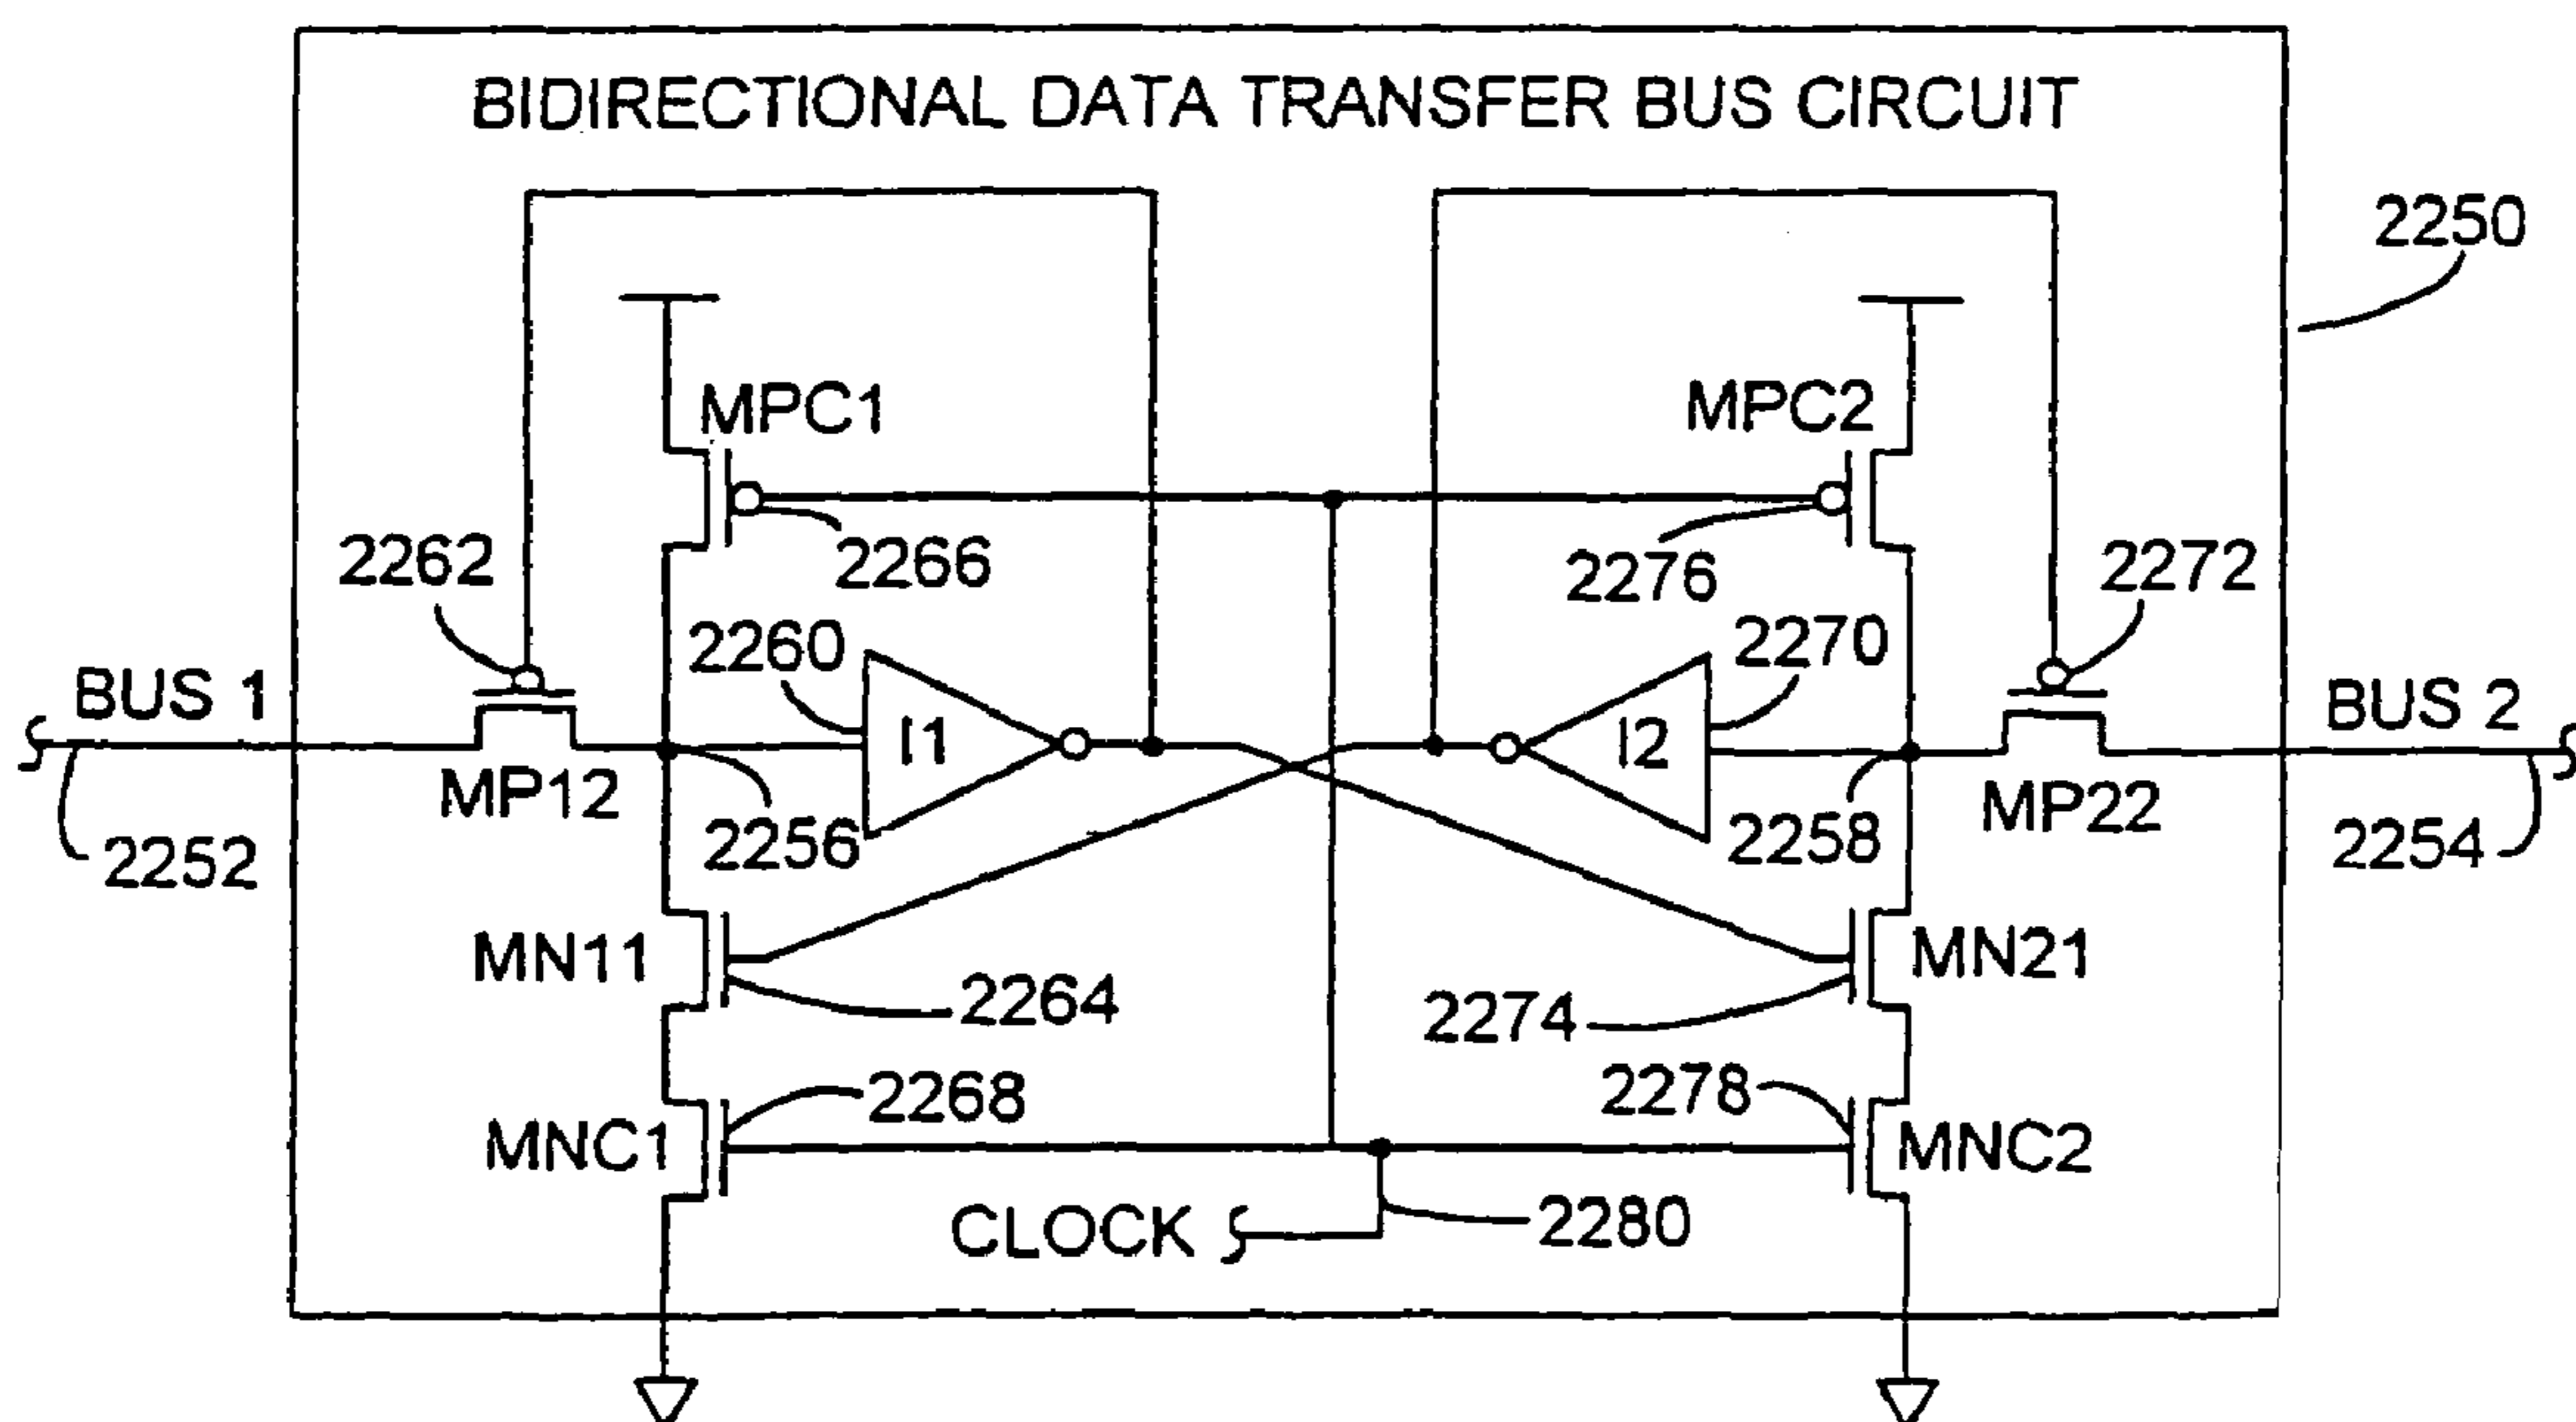 BIDIRECTIONAL DATA TRANSFER BUS CIRCUIT
2250
MPC1
MPC2
2262
2266
2276
2272
2260
2270
BUS 1
I1
I2
BUS 2
MP12
MP22
2252
2256
2258
2254
MN11
MN21
2264
2274
2268
2278
MNC1
MNC2
CLOCK
2280